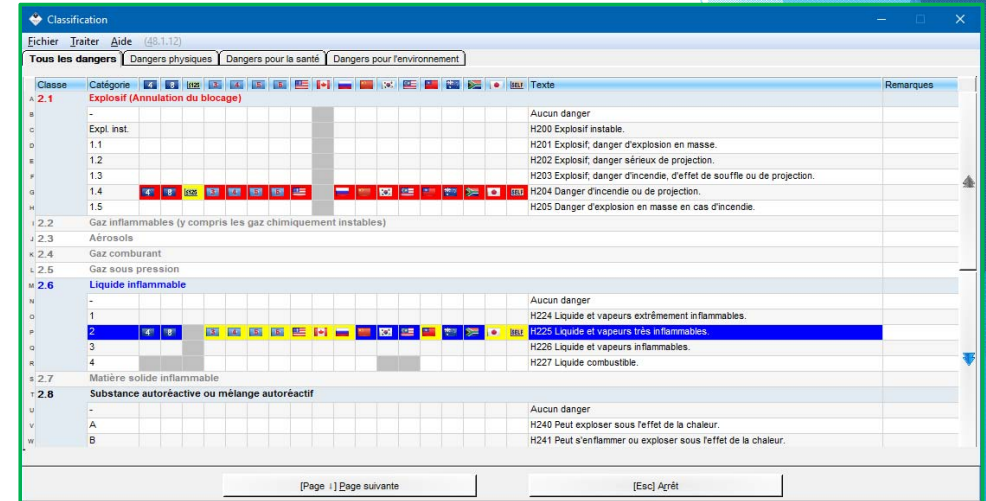 Classification
Fichier Traiter Aide (48.1.12)
Tous les dangers Dangers physiques Dangers pour la santé Dangers pour l'environnement
Classe Catégorie 4 8 Texte Remarques
A 2.1 Explosif (Annulation du blocage)
B - Aucun danger
C Expl. inst. H200 Explosif instable.
D 1.1 H201 Explosif; danger d'explosion en masse.
E 1.2 H202 Explosif; danger sérieux de projection.
F 1.3 H203 Explosif; danger d'incendie, d'effet de souffle ou de projection.
G 1.4 4 8 H204 Danger d'incendie ou de projection.
H 1.5 H205 Danger d'explosion en masse en cas d'incendie.
I 2.2 Gaz inflammables (y compris les gaz chimiquement instables)
J 2.3 Aérosols
K 2.4 Gaz comburant
L 2.5 Gaz sous pression
M 2.6 Liquide inflammable
N - Aucun danger
O 1 H224 Liquide et vapeurs extrêmement inflammables.
P 2 4 8 H225 Liquide et vapeurs très inflammables.
Q 3 H226 Liquide et vapeurs inflammables.
R 4 H227 Liquide combustible.
S 2.7 Matière solide inflammable
T 2.8 Substance autoréactive ou mélange autoréactif
U - Aucun danger
V A H240 Peut exploser sous l'effet de la chaleur.
W B H241 Peut s'enflammer ou exploser sous l'effet de la chaleur.
[Page ↓] Page suivante [Esc] Arrêt